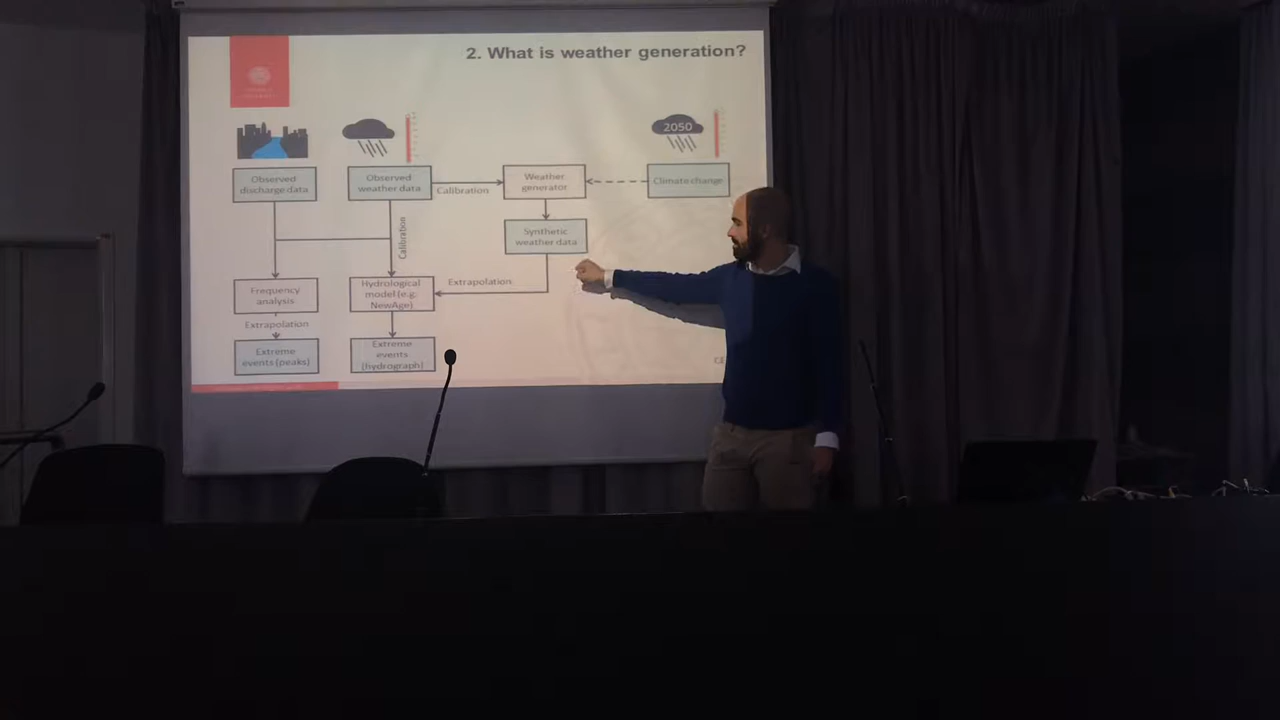 2. What is weather generation?
2050
Observed
discharge data
Observed
weather data
Calibration
Weather
generator
Climate change
Calibration
Synthetic
weather data
Frequency
analysis
Hydrological
model (e.g.
NewAge)
Extrapolation
Extrapolation
Extreme
events (peaks)
Extreme
events
(hydrograph)